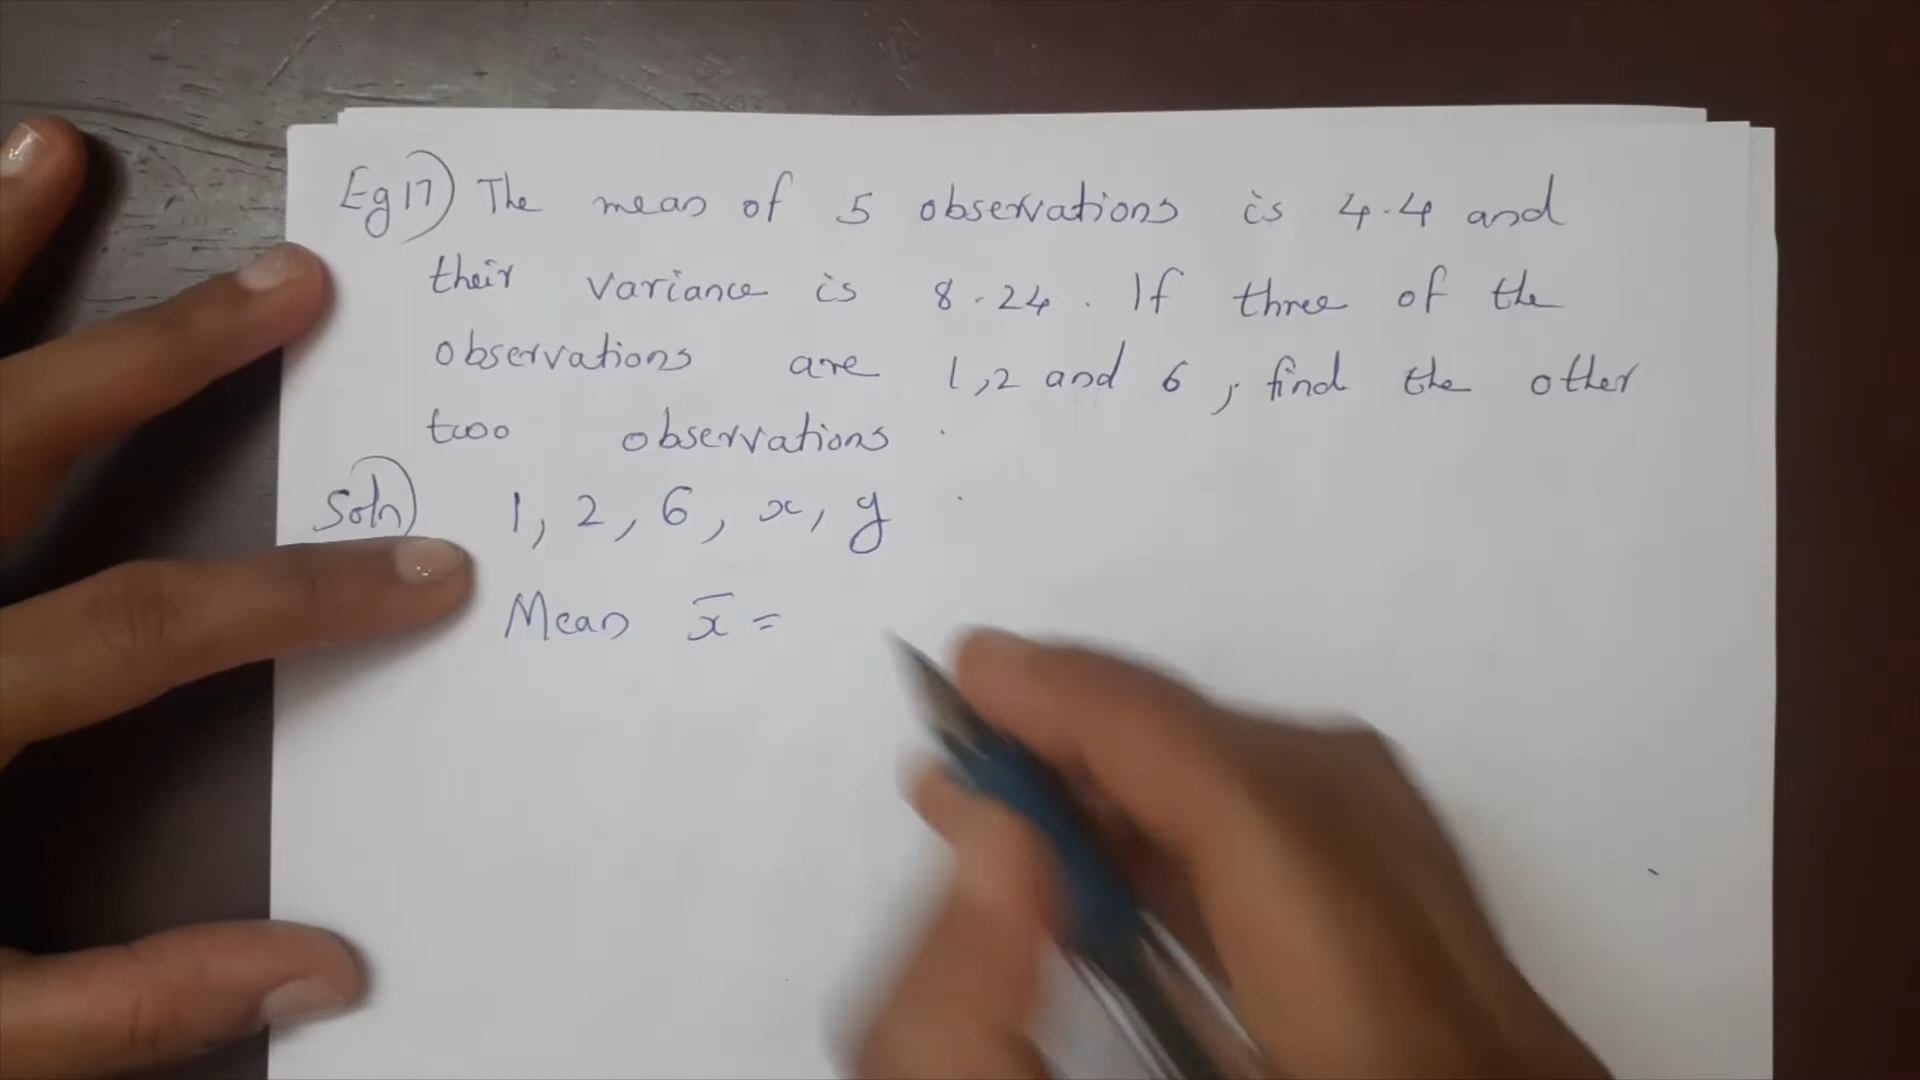 Eg 17) The mean of 5 observations is 4.4 and
their variance is 8.24. If three of the
observations are 1,2 and 6, find the other
two observations.
Soln) 1, 2, 6, x, y
Mean x̄ =